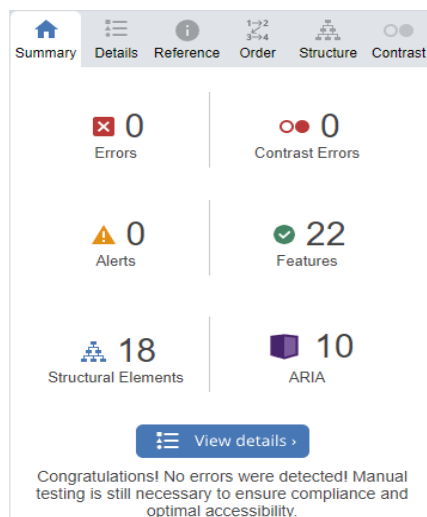 Summary Details Reference Order Structure Contrast
0 0
Errors Contrast Errors
0 22
Alerts Features
18 10
Structural Elements ARIA
View details ›
Congratulations! No errors were detected! Manual
testing is still necessary to ensure compliance and
optimal accessibility.